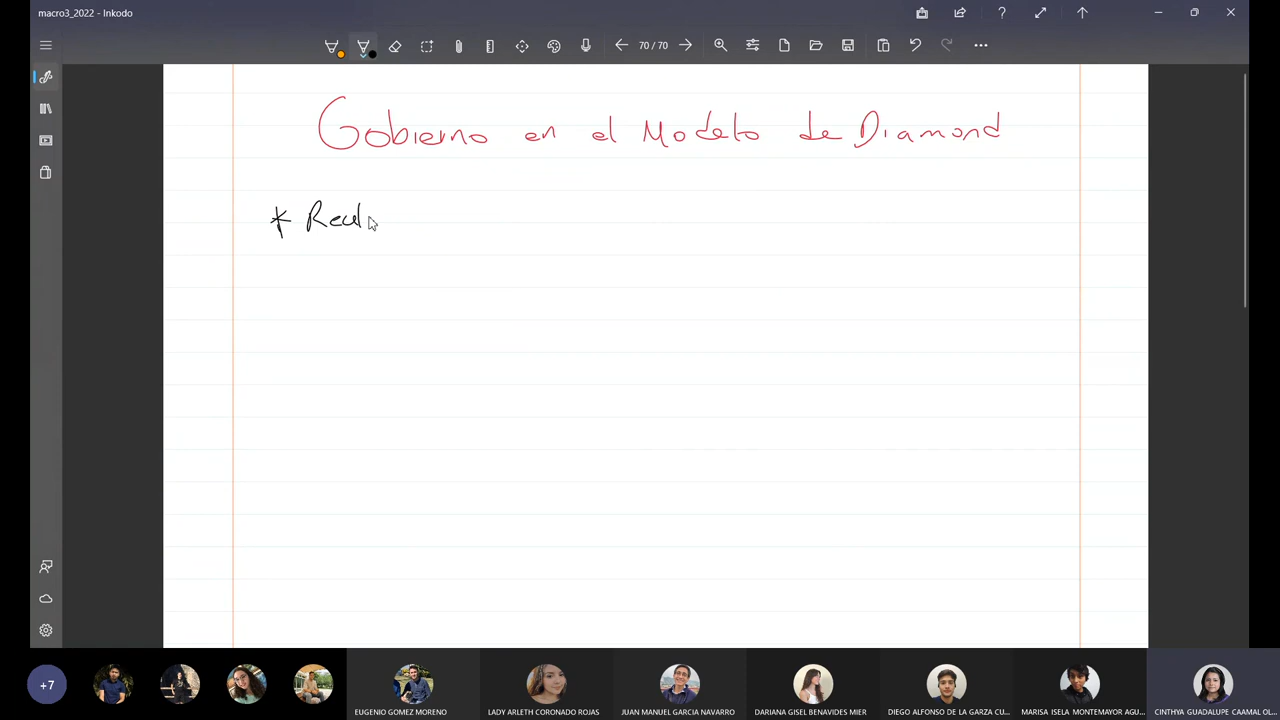 macro3_2022 - Inkodo
70 / 70
Gobierno en el Modelo de Diamond
* Real
+7
EUGENIO GOMEZ MORENO
LADY ARLETH CORONADO ROJAS
JUAN MANUEL GARCIA NAVARRO
DARIANA GISEL BENAVIDES MIER
DIEGO ALFONSO DE LA GARZA CU...
MARISA ISELA MONTEMAYOR AGU...
CINTHYA GUADALUPE CAAMAL OL...